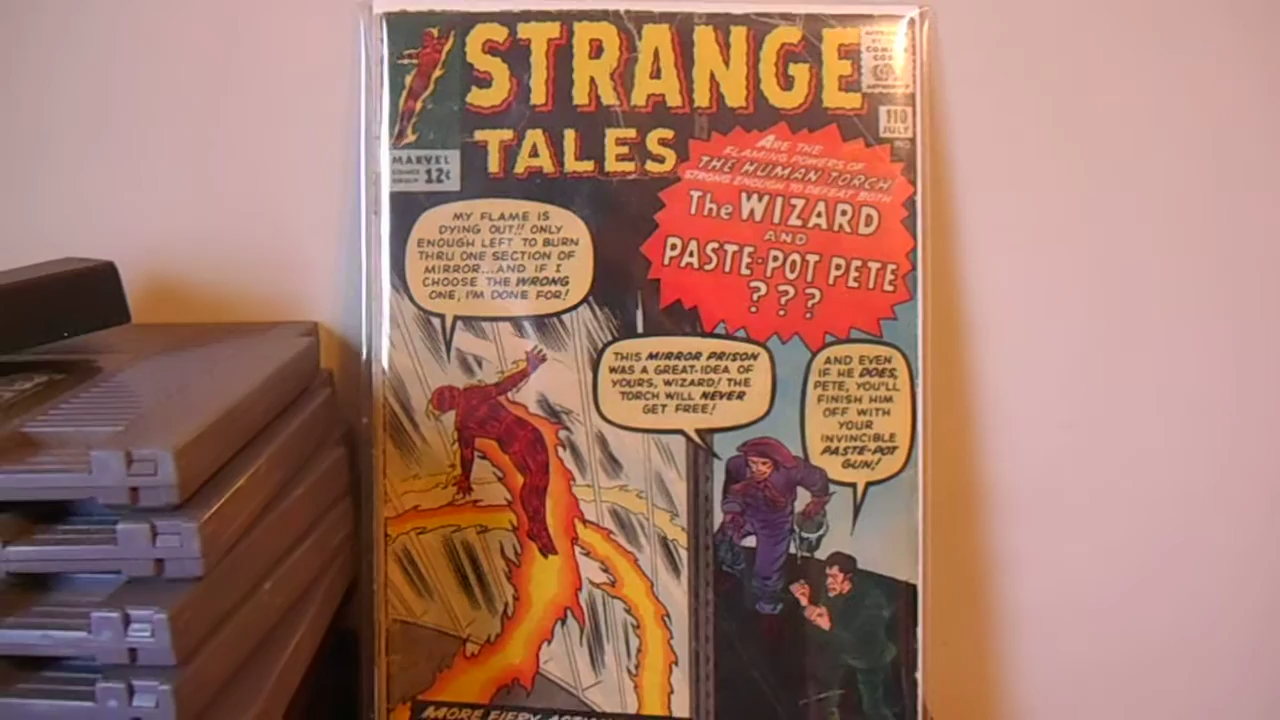 STRANGE
TALES
COMICS
110
JULY
MARVEL
COMICS
GROUP 12¢
ARE THE
FLAMING POWERS OF
THE HUMAN TORCH
STRONG ENOUGH TO DEFEAT BOTH
The WIZARD
AND
PASTE-POT PETE
???
MY FLAME IS
DYING OUT!! ONLY
ENOUGH LEFT TO BURN
THRU ONE SECTION OF
MIRROR...AND IF I
CHOOSE THE WRONG
ONE, I'M DONE FOR!
THIS MIRROR PRISON
WAS A GREAT IDEA OF
YOURS, WIZARD! THE
TORCH WILL NEVER
GET FREE!
AND EVEN
IF HE DOES,
PETE, YOU'LL
FINISH HIM
OFF WITH
YOUR
INVINCIBLE
PASTE-POT
GUN!
MORE FIERY ACTION